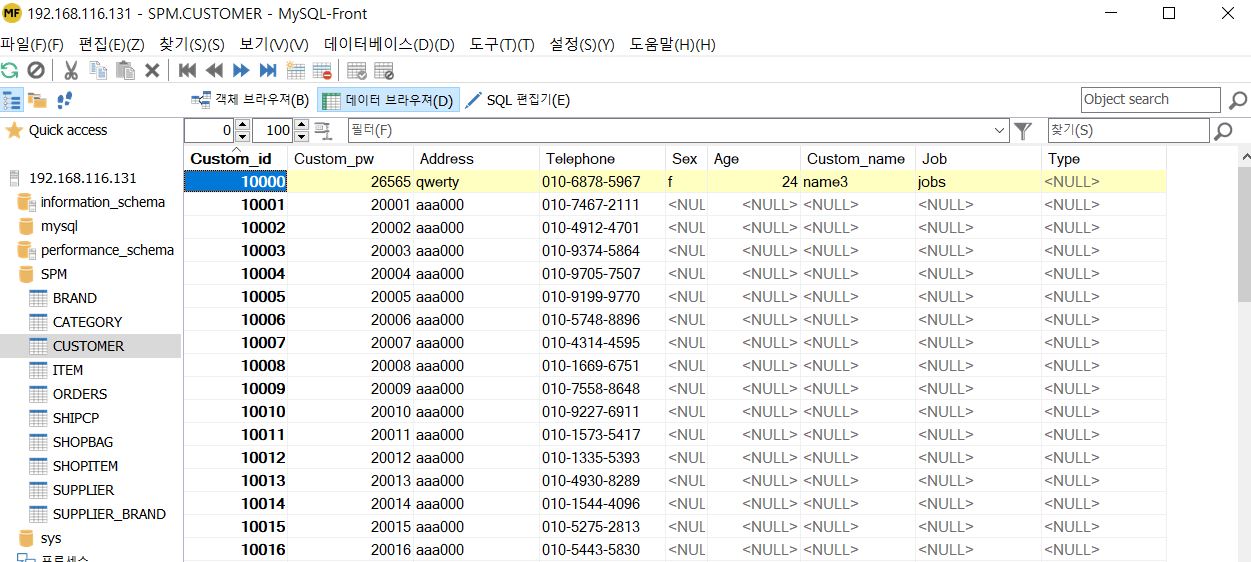 MF 192.168.116.131 - SPM.CUSTOMER - MySQL-Front
파일(F)(F) 편집(E)(Z) 찾기(S)(S) 보기(V)(V) 데이터베이스(D)(D) 도구(T)(T) 설정(S)(Y) 도움말(H)(H)
객체 브라우져(B) 데이터 브라우져(D) SQL 편집기(E) Object search
Quick access
0 100 필터(F) 찾기(S)
Custom_id Custom_pw Address Telephone Sex Age Custom_name Job Type
192.168.116.131
information_schema
mysql
performance_schema
SPM
BRAND
CATEGORY
CUSTOMER
ITEM
ORDERS
SHIPCP
SHOPBAG
SHOPITEM
SUPPLIER
SUPPLIER_BRAND
sys
프로세스
10000 26565 qwerty 010-6878-5967 f 24 name3 jobs <NULL>
10001 20001 aaa000 010-7467-2111 <NUL <NULL> <NULL> <NULL> <NULL>
10002 20002 aaa000 010-4912-4701 <NUL <NULL> <NULL> <NULL> <NULL>
10003 20003 aaa000 010-9374-5864 <NUL <NULL> <NULL> <NULL> <NULL>
10004 20004 aaa000 010-9705-7507 <NUL <NULL> <NULL> <NULL> <NULL>
10005 20005 aaa000 010-9199-9770 <NUL <NULL> <NULL> <NULL> <NULL>
10006 20006 aaa000 010-5748-8896 <NUL <NULL> <NULL> <NULL> <NULL>
10007 20007 aaa000 010-4314-4595 <NUL <NULL> <NULL> <NULL> <NULL>
10008 20008 aaa000 010-1669-6751 <NUL <NULL> <NULL> <NULL> <NULL>
10009 20009 aaa000 010-7558-8648 <NUL <NULL> <NULL> <NULL> <NULL>
10010 20010 aaa000 010-9227-6911 <NUL <NULL> <NULL> <NULL> <NULL>
10011 20011 aaa000 010-1573-5417 <NUL <NULL> <NULL> <NULL> <NULL>
10012 20012 aaa000 010-1335-5393 <NUL <NULL> <NULL> <NULL> <NULL>
10013 20013 aaa000 010-4930-8289 <NUL <NULL> <NULL> <NULL> <NULL>
10014 20014 aaa000 010-1544-4096 <NUL <NULL> <NULL> <NULL> <NULL>
10015 20015 aaa000 010-5275-2813 <NUL <NULL> <NULL> <NULL> <NULL>
10016 20016 aaa000 010-5443-5830 <NUL <NULL> <NULL> <NULL> <NULL>